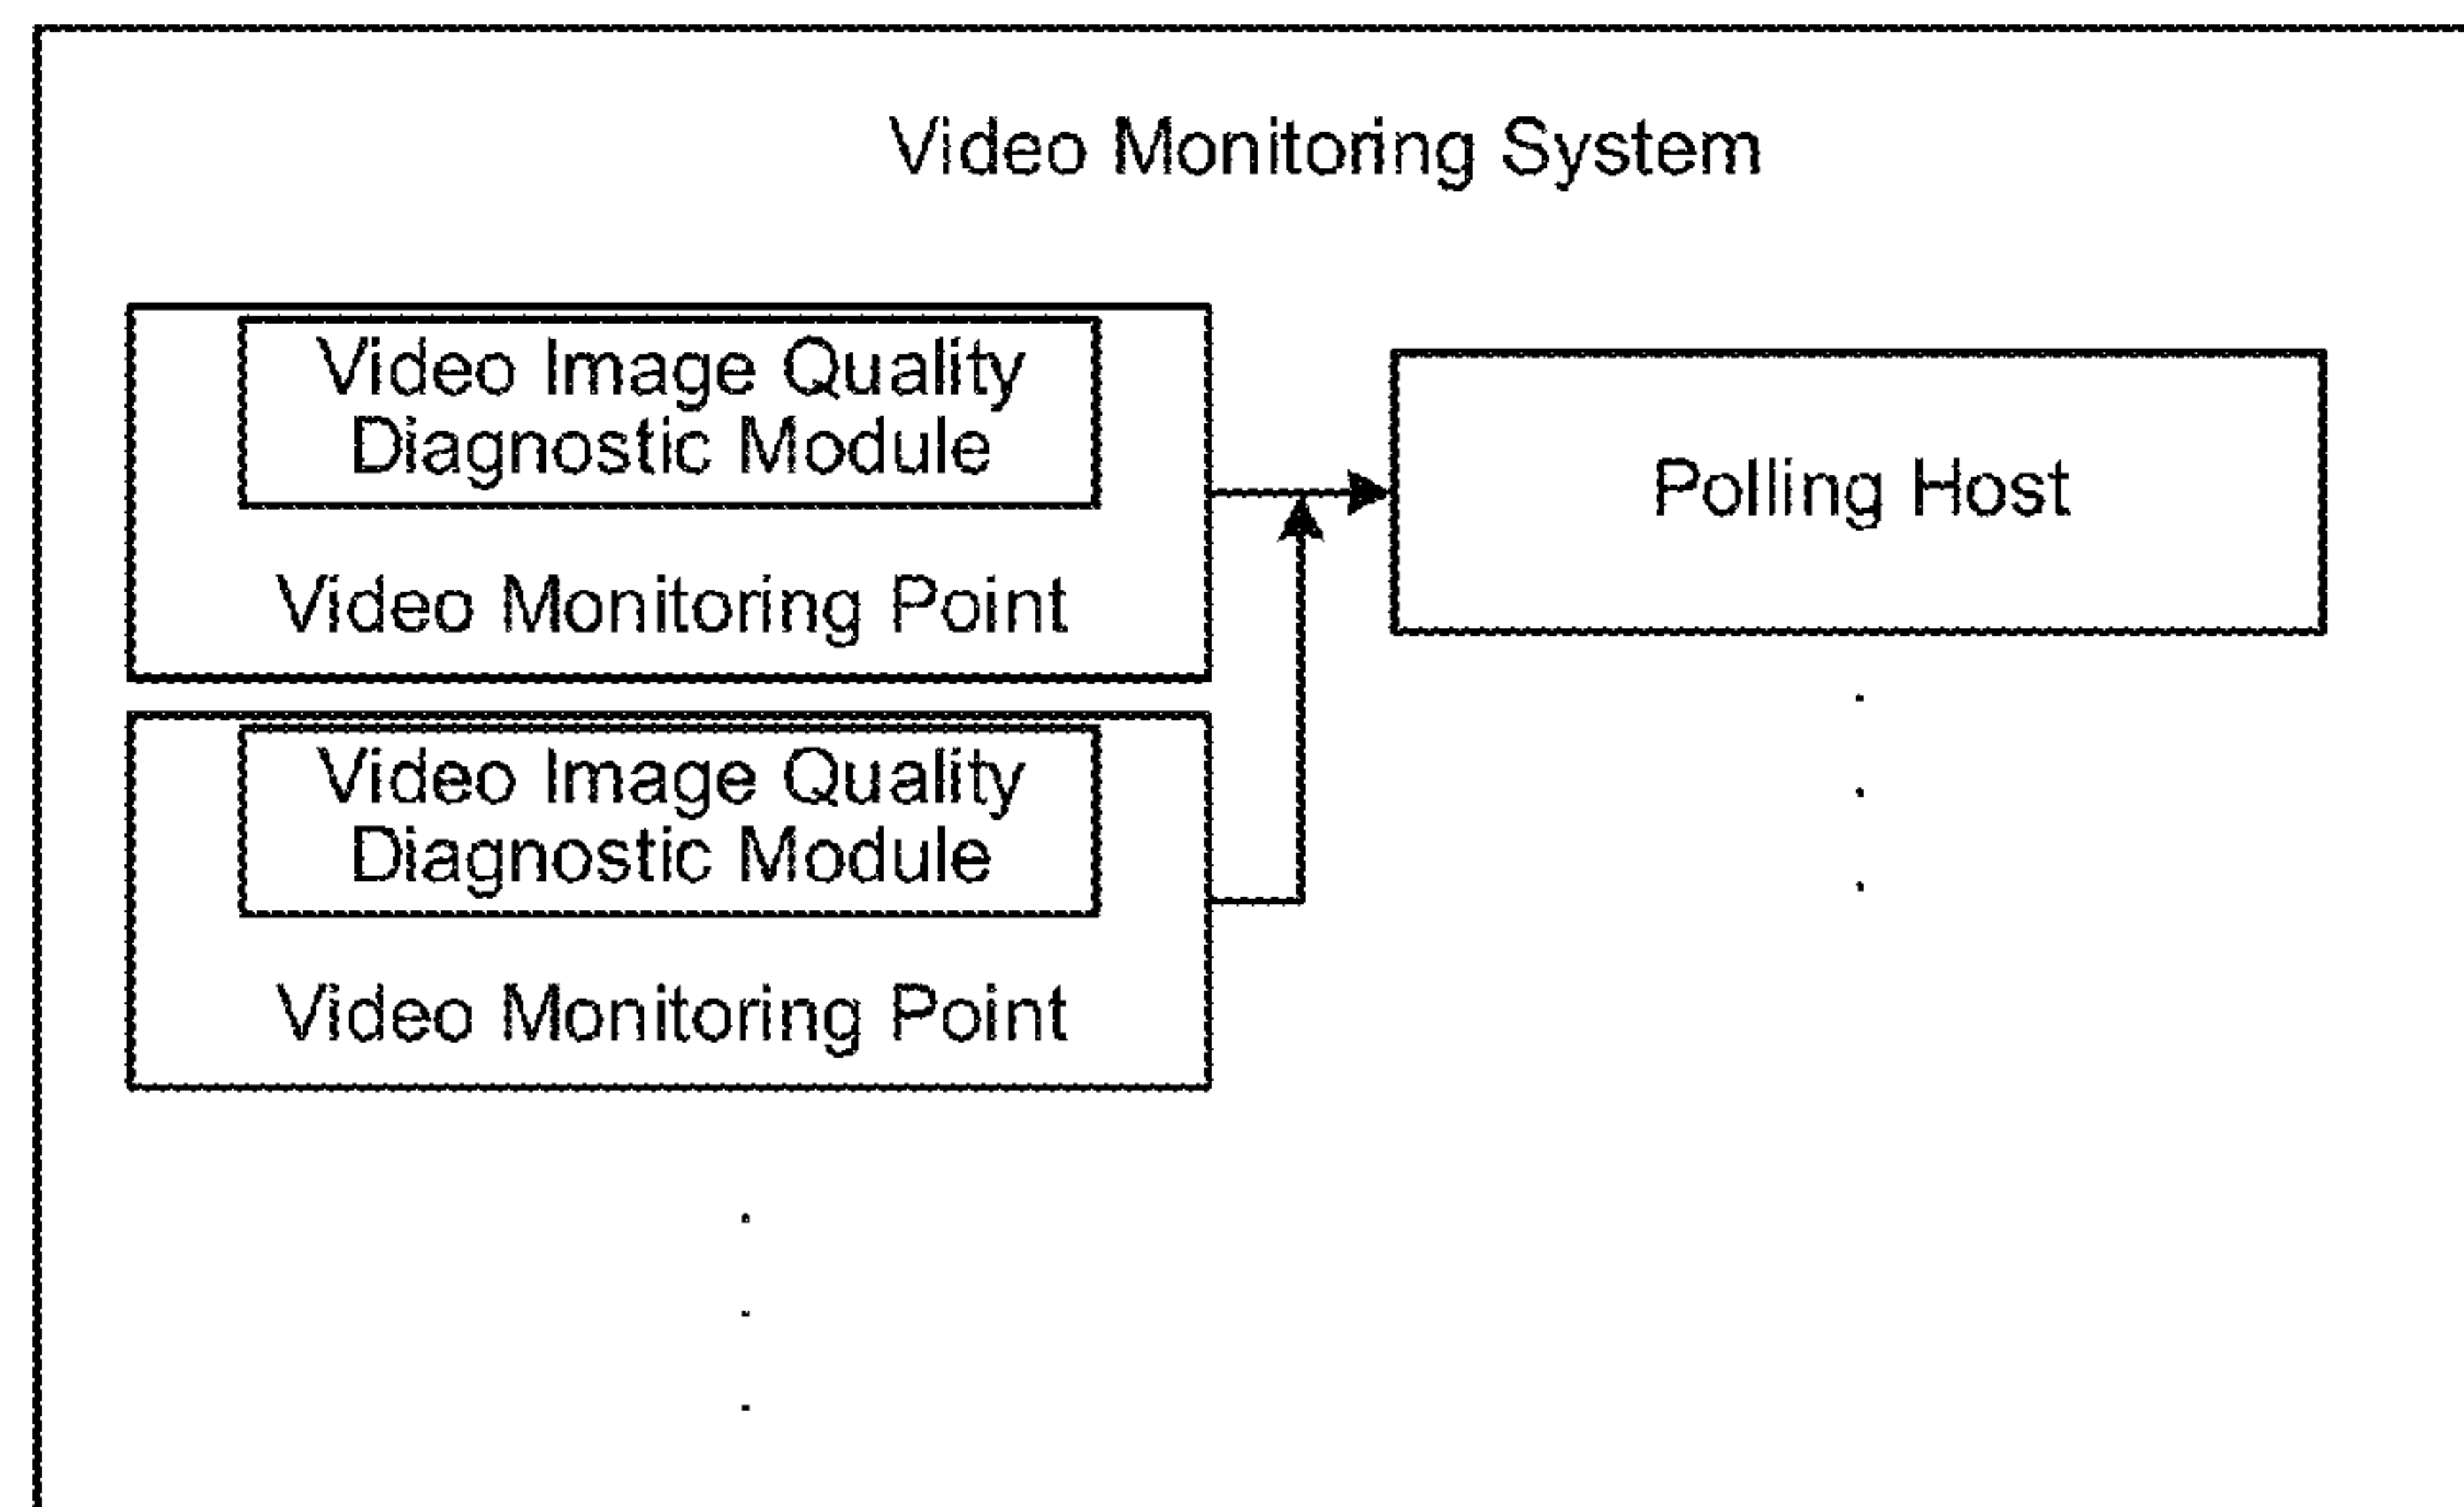 Video Monitoring System
Video Image Quality
Diagnostic Module
Video Monitoring Point
Polling Host
Video Image Quality
Diagnostic Module
Video Monitoring Point